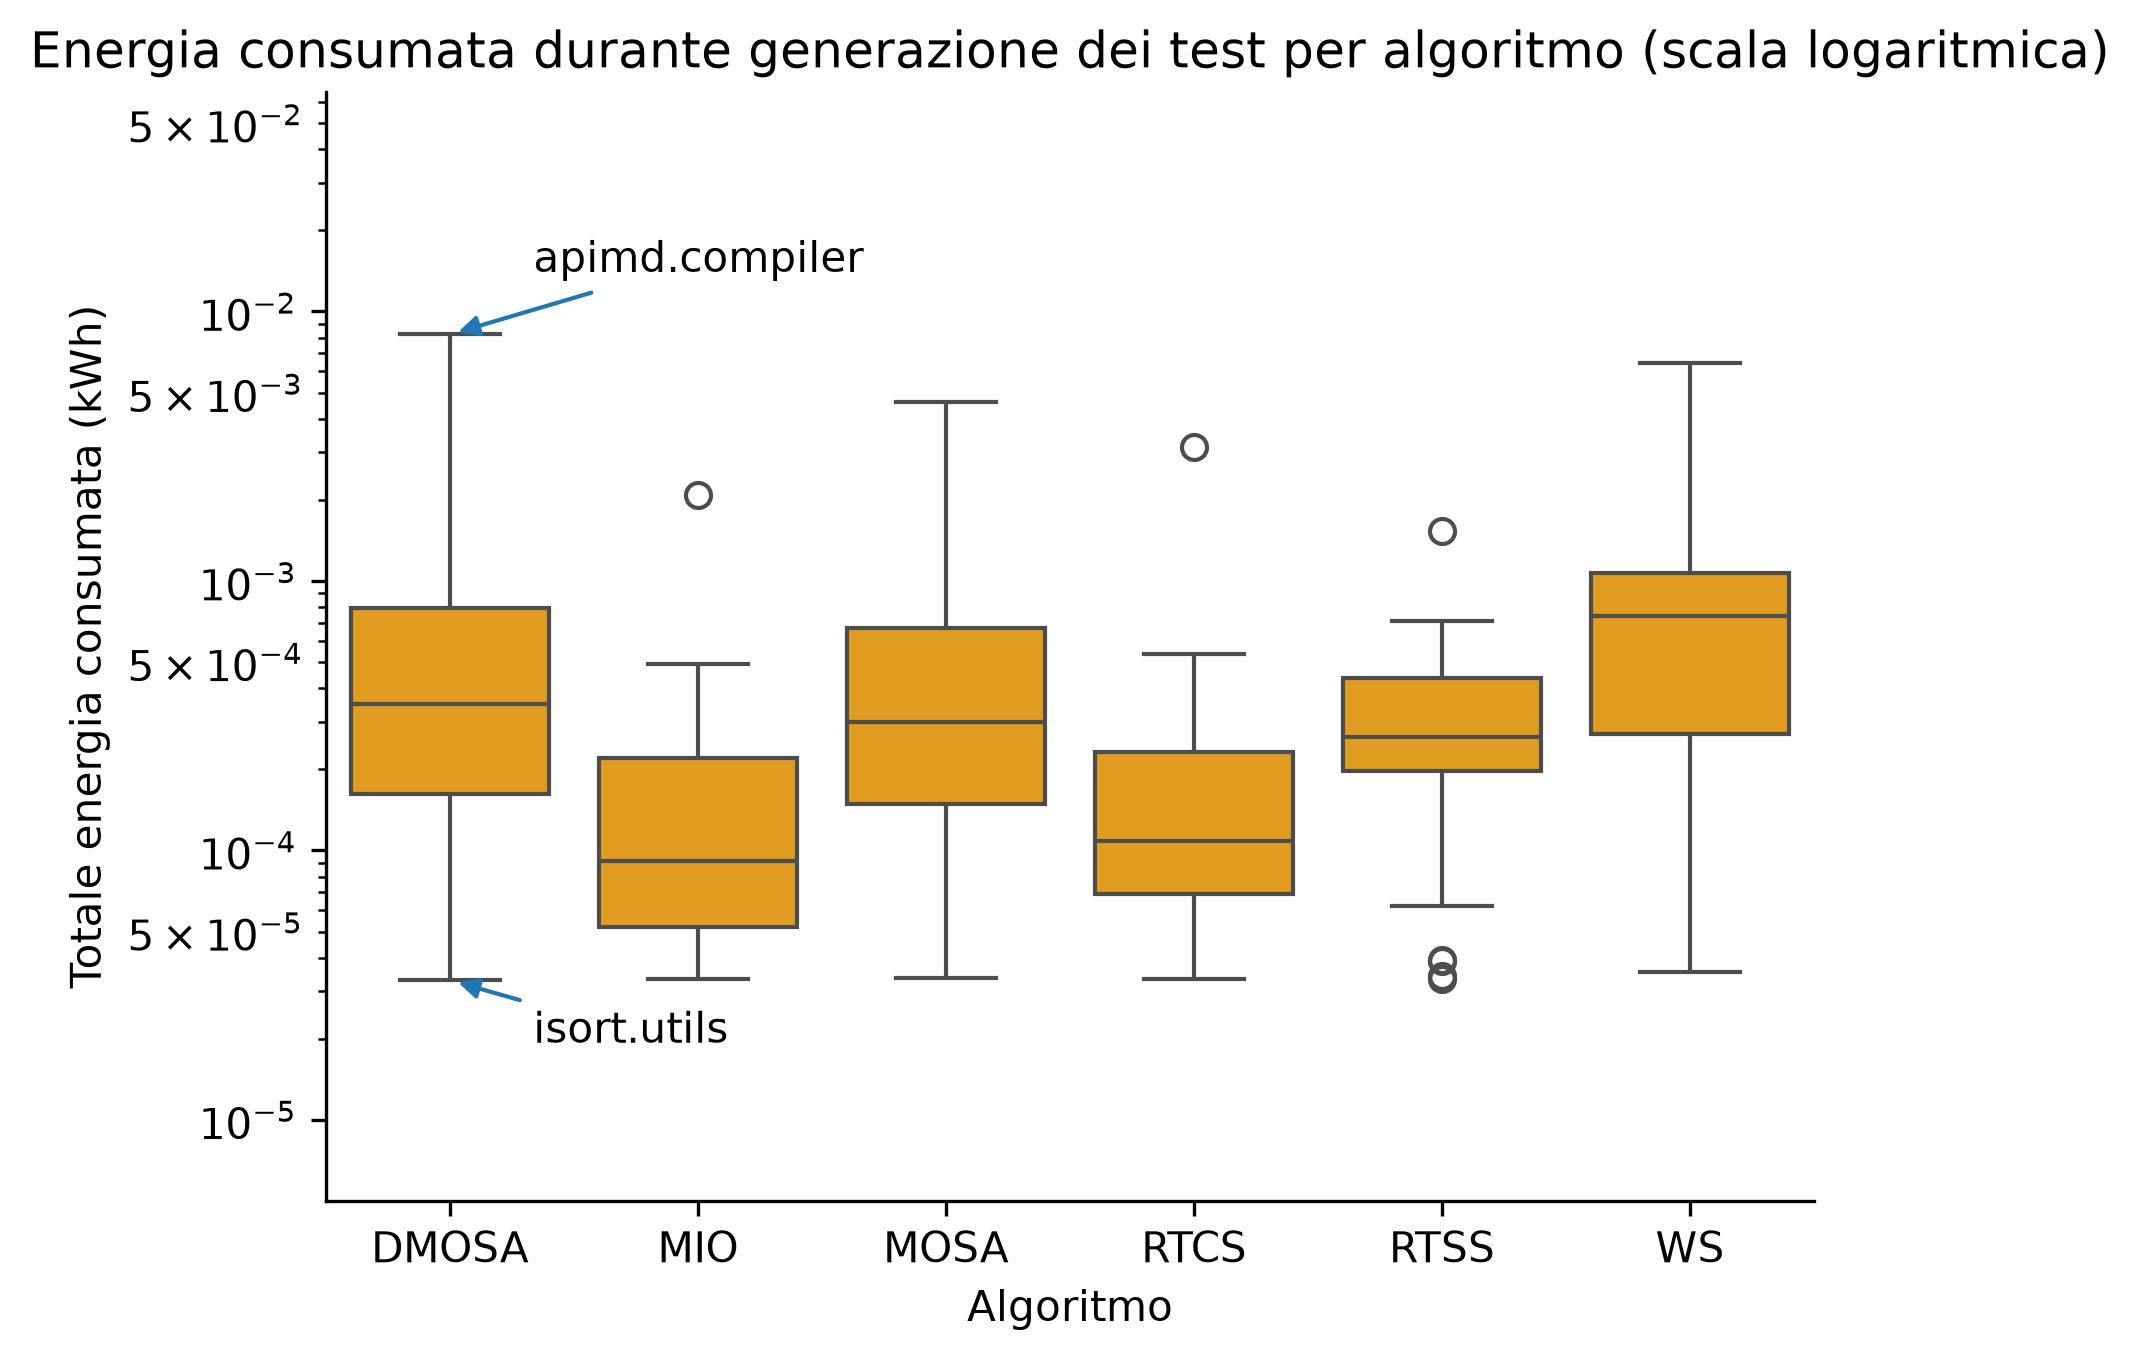 Energia consumata durante generazione dei test per algoritmo (scala logaritmica)
Totale energia consumata (kWh)
5 × 10⁻²
10⁻²
5 × 10⁻³
10⁻³
5 × 10⁻⁴
10⁻⁴
5 × 10⁻⁵
10⁻⁵
apimd.compiler
isort.utils
DMOSA MIO MOSA RTCS RTSS WS
Algoritmo